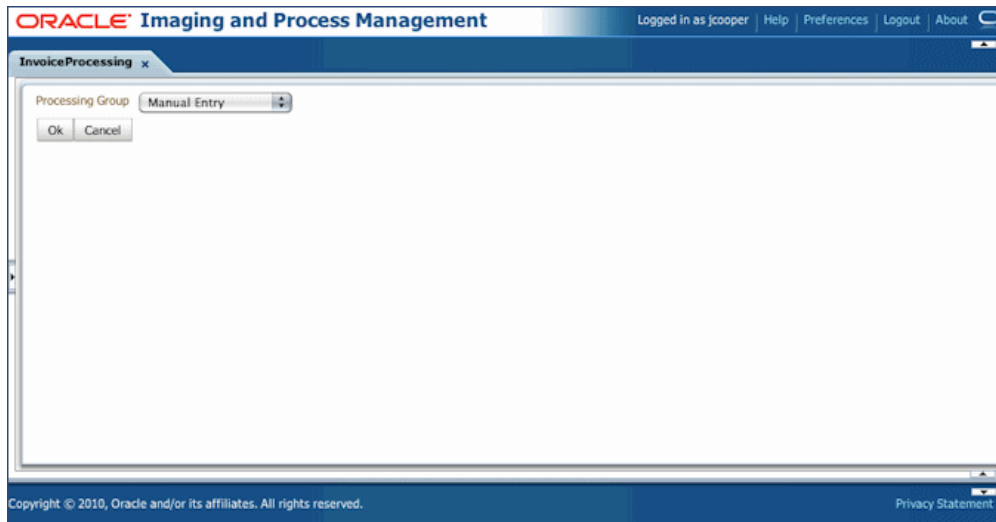 ORACLE Imaging and Process Management
Logged in as jcooper | Help | Preferences | Logout | About
InvoiceProcessing x
Processing Group Manual Entry
Ok Cancel
Copyright © 2010, Oracle and/or its affiliates. All rights reserved.
Privacy Statement